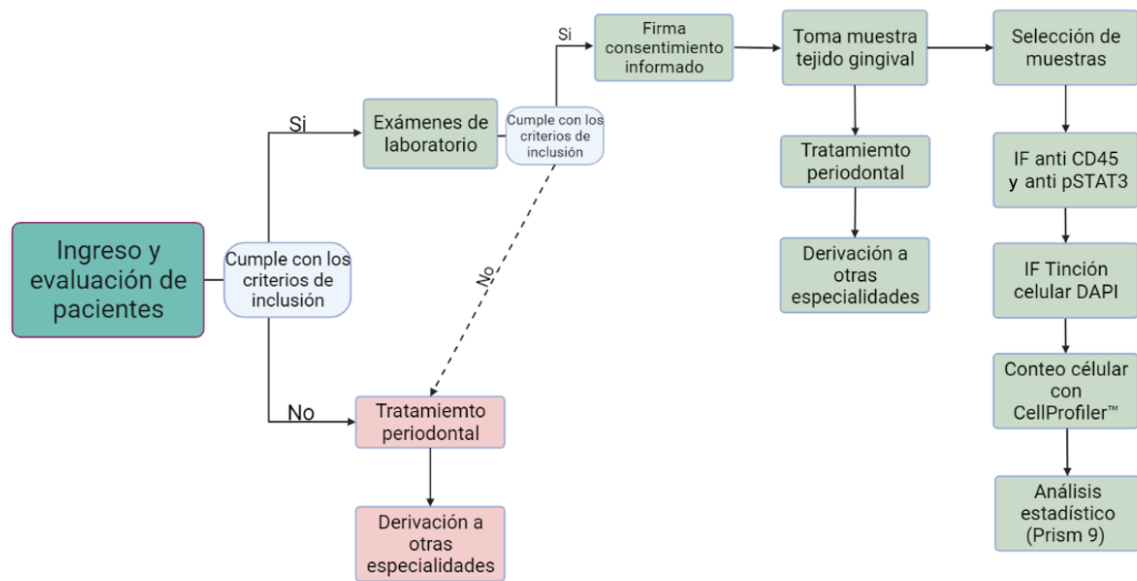 Ingreso y
evaluación de
pacientes
Cumple con los
criterios de
inclusión
Si
No
Exámenes de
laboratorio
Cumple con los
criterios de
inclusión
Si
No
Tratamiemto
periodontal
Derivación a
otras
especialidades
Firma
consentimiento
informado
Toma muestra
tejido gingival
Tratamiemto
periodontal
Derivación a
otras
especialidades
Selección de
muestras
IF anti CD45
y anti pSTAT3
IF Tinción
celular DAPI
Conteo célular
con
CellProfiler™
Análisis
estadístico
(Prism 9)